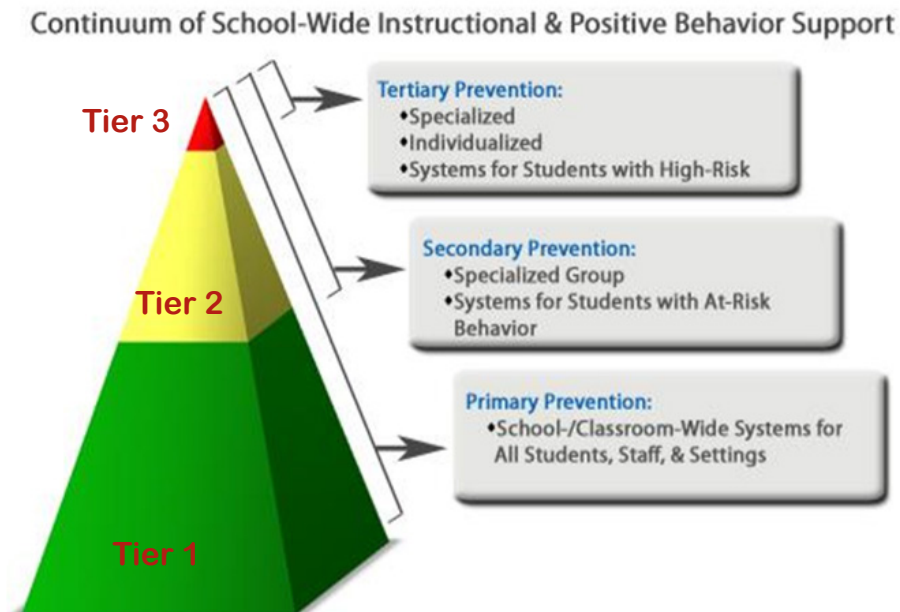 Continuum of School-Wide Instructional & Positive Behavior Support
Tier 3
Tertiary Prevention:
♦Specialized
♦Individualized
♦Systems for Students with High-Risk
Tier 2
Secondary Prevention:
♦Specialized Group
♦Systems for Students with At-Risk
Behavior
Primary Prevention:
♦School-/Classroom-Wide Systems for
All Students, Staff, & Settings
Tier 1